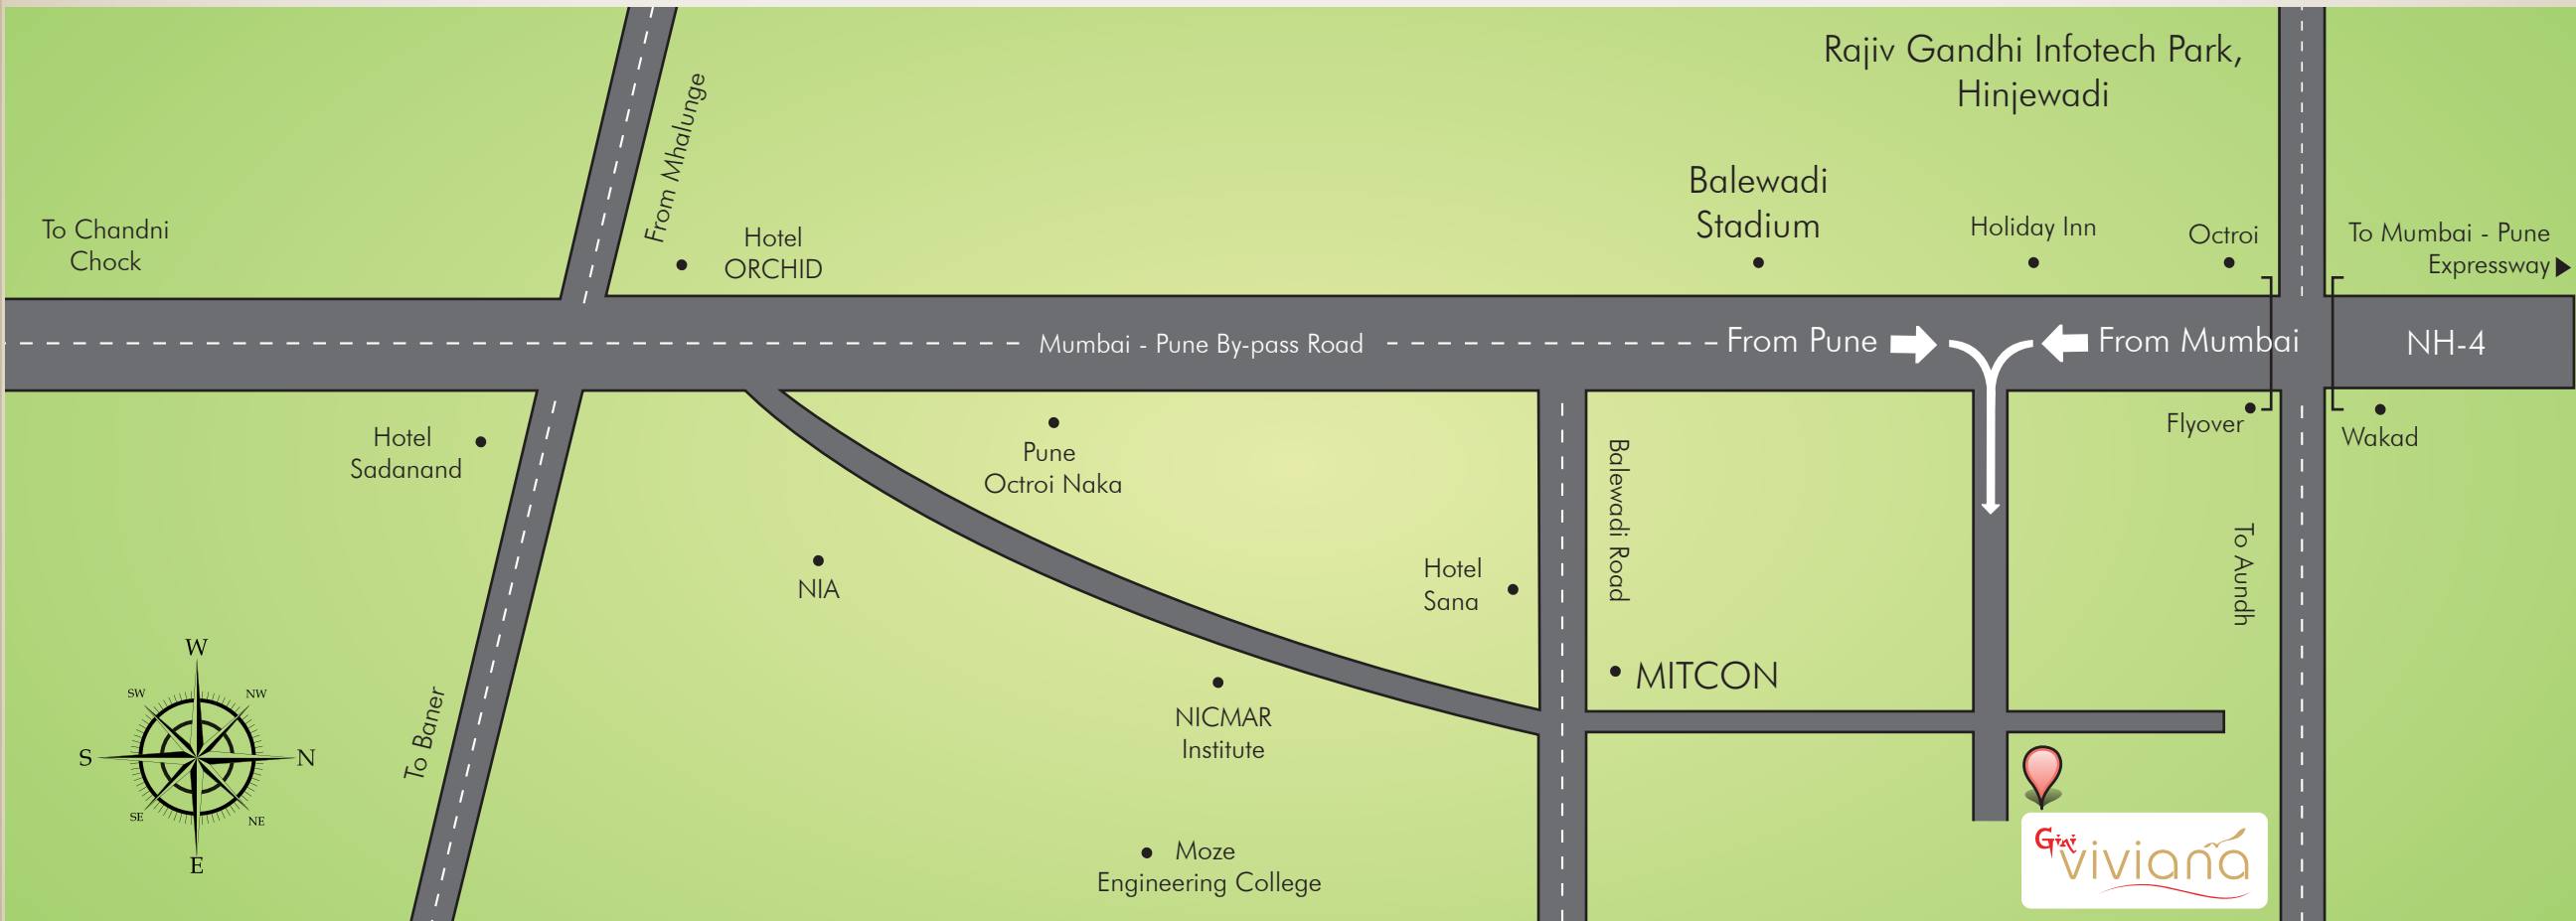 Rajiv Gandhi Infotech Park,
Hinjewadi
From Mhalunge
To Chandni
Chock
Hotel
ORCHID
Balewadi
Stadium
Holiday Inn
Octroi
To Mumbai - Pune
Expressway
Mumbai - Pune By-pass Road
From Pune
From Mumbai
NH-4
Hotel
Sadanand
Pune
Octroi Naka
Flyover
Wakad
Balewadi Road
To Aundh
NIA
Hotel
Sana
MITCON
NICMAR
Institute
To Baner
W
SW
NW
S
N
SE
NE
E
Moze
Engineering College
Gini
viviana